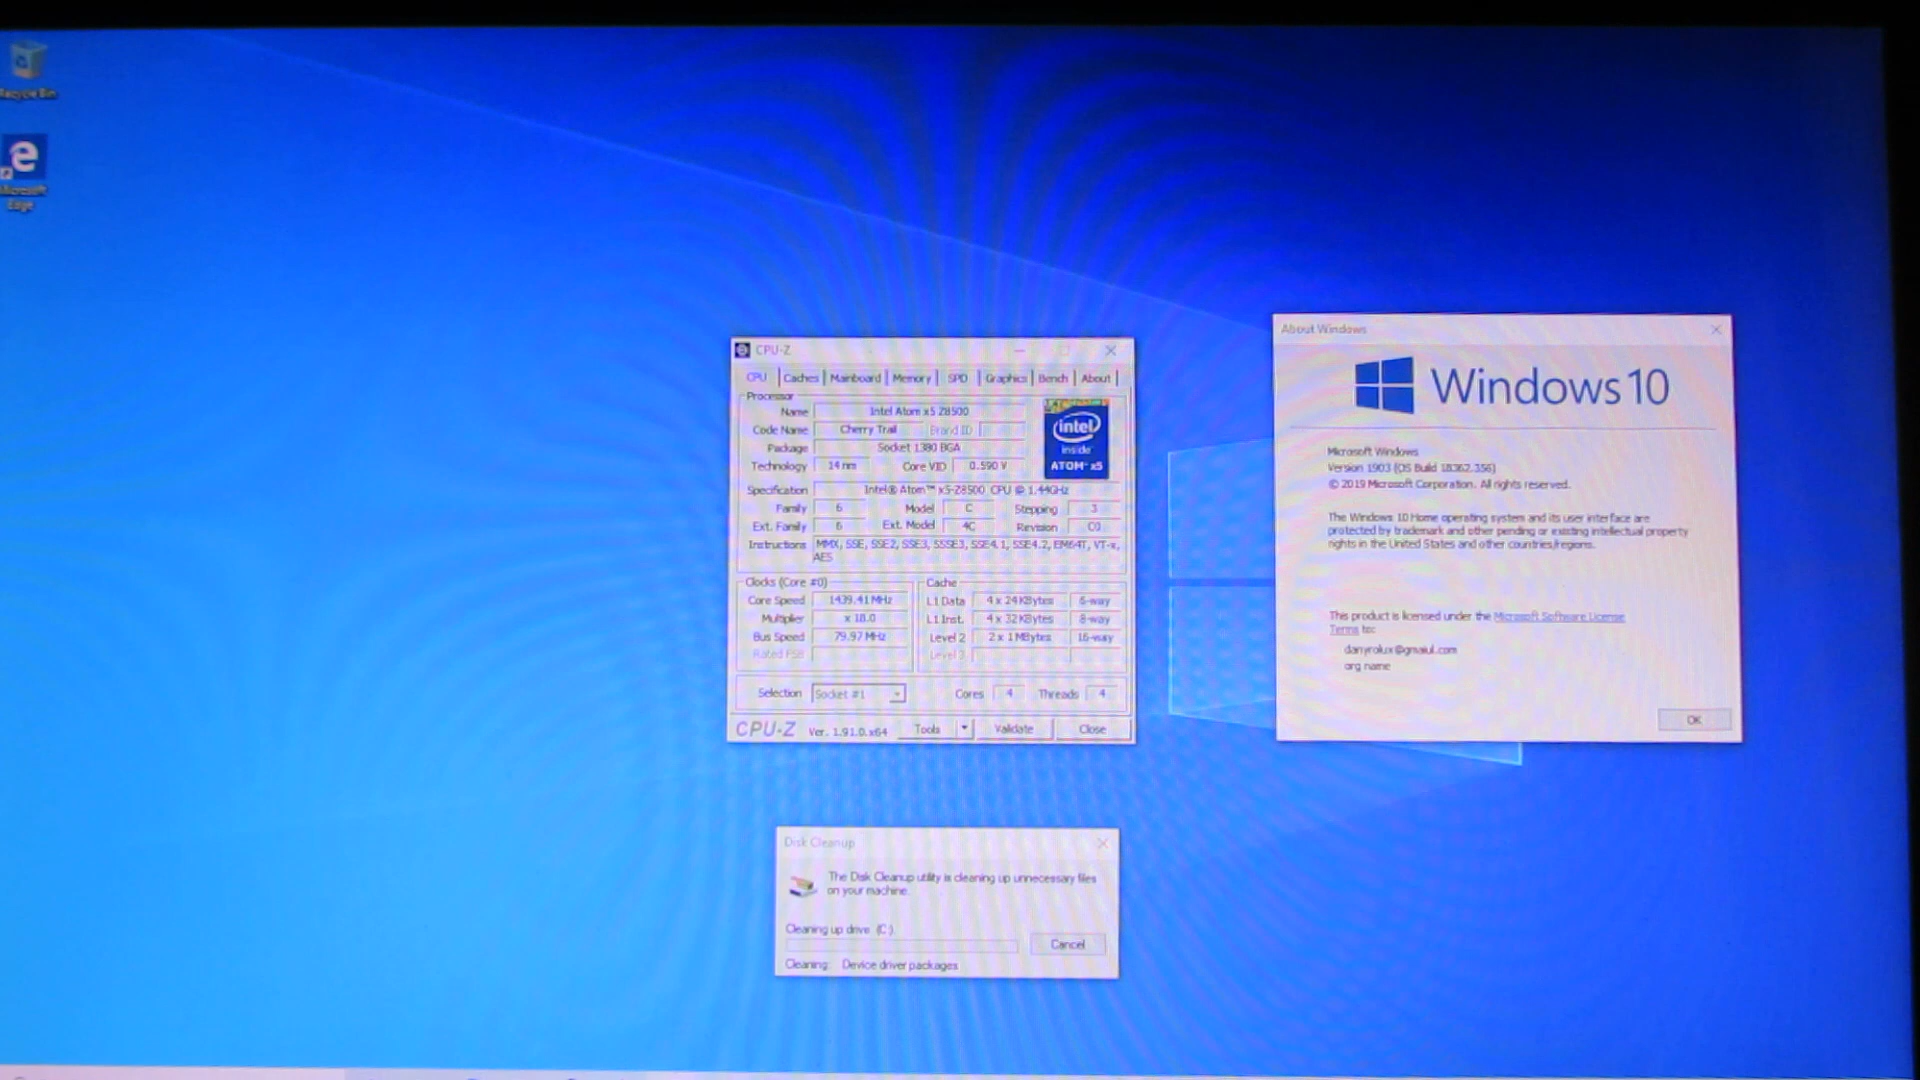 Recycle Bin
Microsoft
Edge
CPU-Z
CPU Caches Mainboard Memory SPD Graphics Bench About
Processor
Name Intel Atom x5 Z8500
Code Name Cherry Trail Brand ID
Package Socket 1380 BGA
Technology 14 nm Core VID 0.590 V
intel
inside
ATOM x5
Specification Intel® Atom™ x5-Z8500 CPU @ 1.44GHz
Family 6 Model C Stepping 3
Ext. Family 6 Ext. Model 4C Revision C0
Instructions MMX, SSE, SSE2, SSE3, SSSE3, SSE4.1, SSE4.2, EM64T, VT-x,
AES
Clocks (Core #0)
Core Speed 1439.41 MHz
Multiplier x 18.0
Bus Speed 79.97 MHz
Rated FSB
Cache
L1 Data 4 x 24 KBytes 6-way
L1 Inst. 4 x 32 KBytes 8-way
Level 2 2 x 1 MBytes 16-way
Level 3
Selection Socket #1 Cores 4 Threads 4
CPU-Z Ver. 1.91.0.x64 Tools Validate Close
About Windows
Windows 10
Microsoft Windows
Version 1903 (OS Build 18362.356)
© 2019 Microsoft Corporation. All rights reserved.
The Windows 10 Home operating system and its user interface are
protected by trademark and other pending or existing intellectual property
rights in the United States and other countries/regions.
This product is licensed under the Microsoft Software License
Terms to:
danyrolux@gmaiul.com
org name
OK
Disk Cleanup
The Disk Cleanup utility is cleaning up unnecessary files
on your machine.
Cleaning up drive (C:).
Cancel
Cleaning: Device driver packages